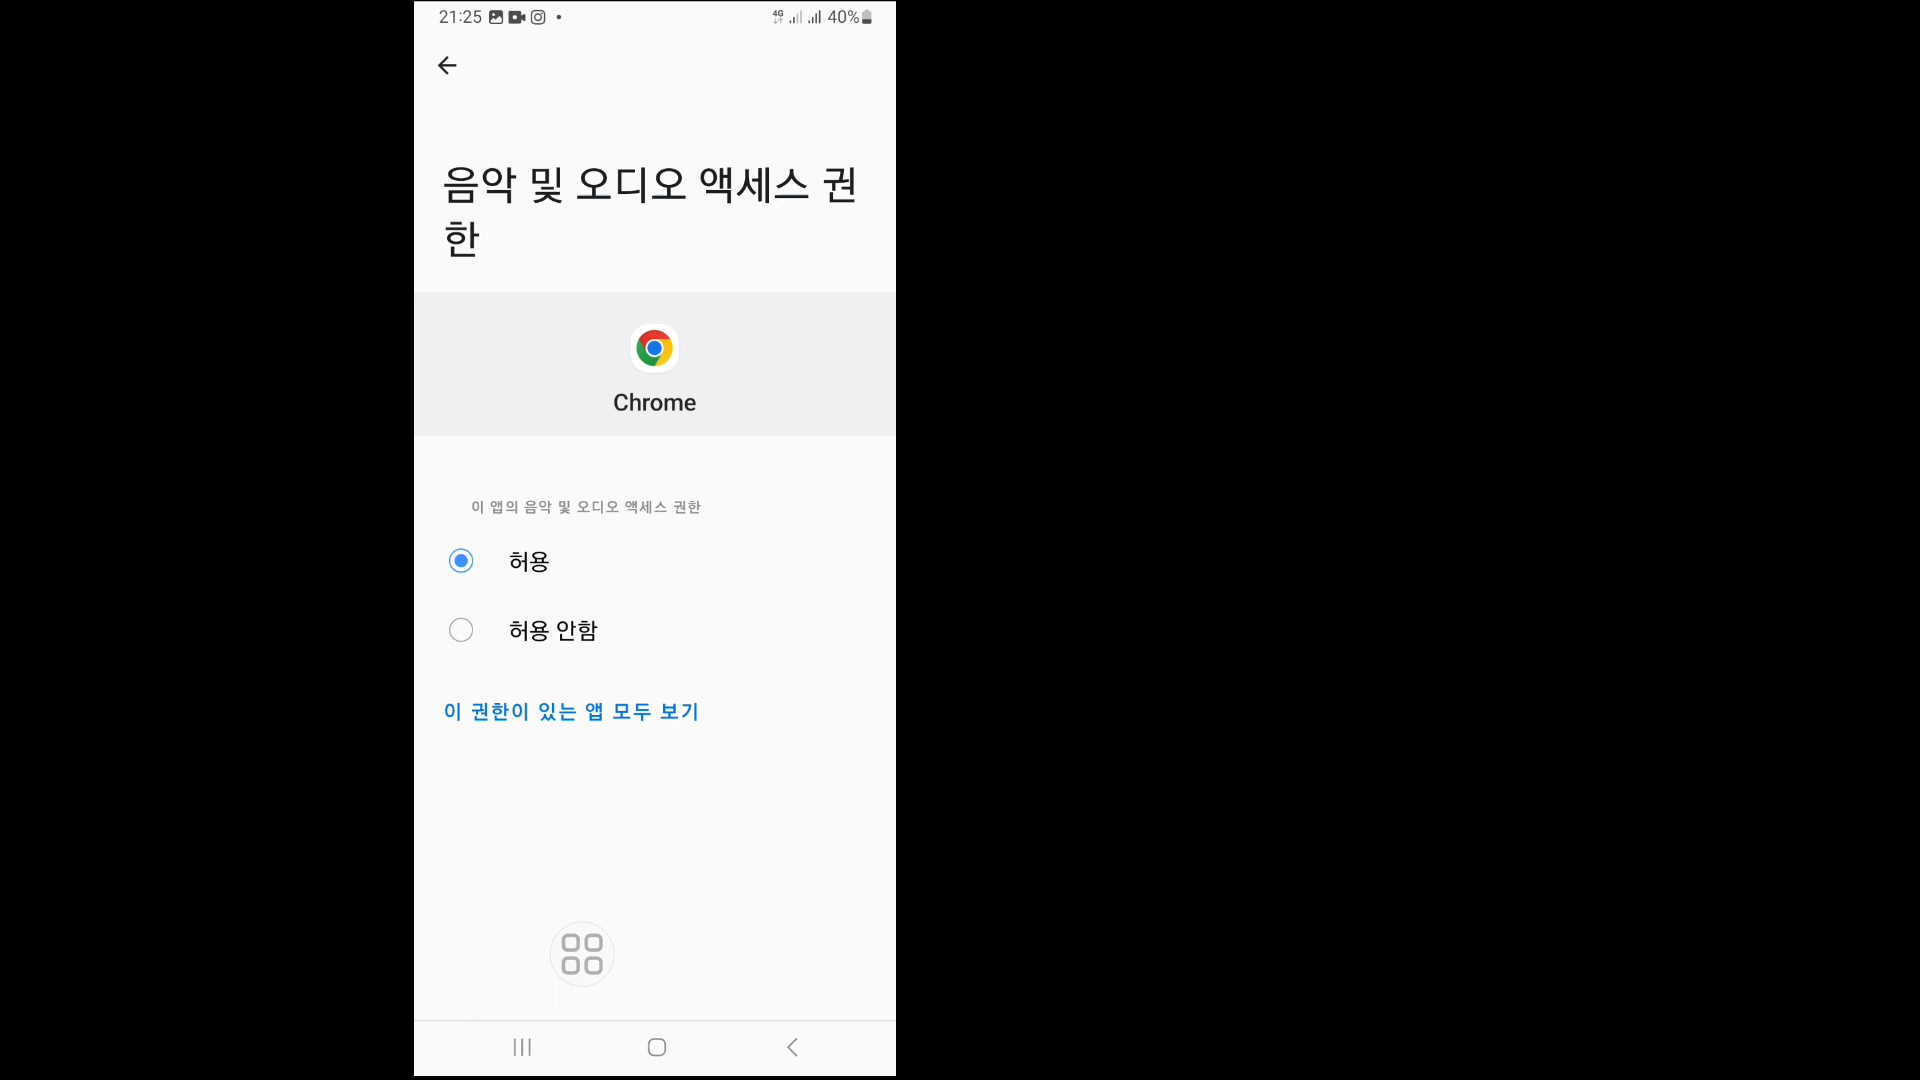 21:25
4G 40%
음악 및 오디오 액세스 권
한
Chrome
이 앱의 음악 및 오디오 액세스 권한
허용
허용 안함
이 권한이 있는 앱 모두 보기